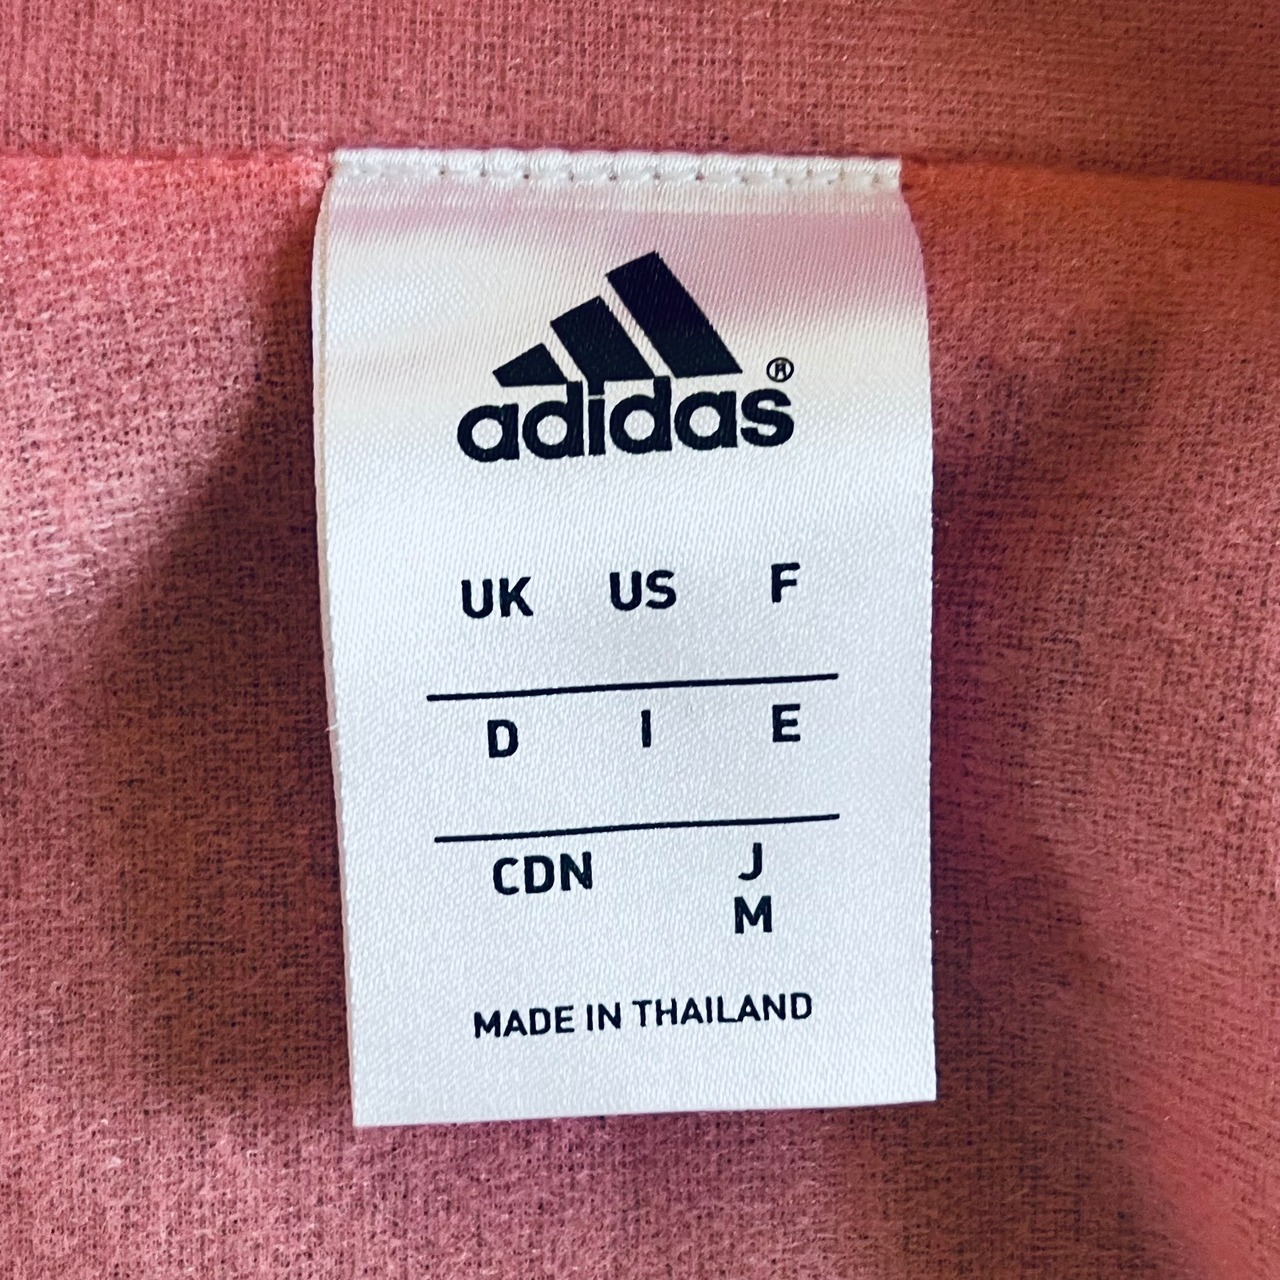 adidas®
UK US F
D I E
CDN J
M
MADE IN THAILAND